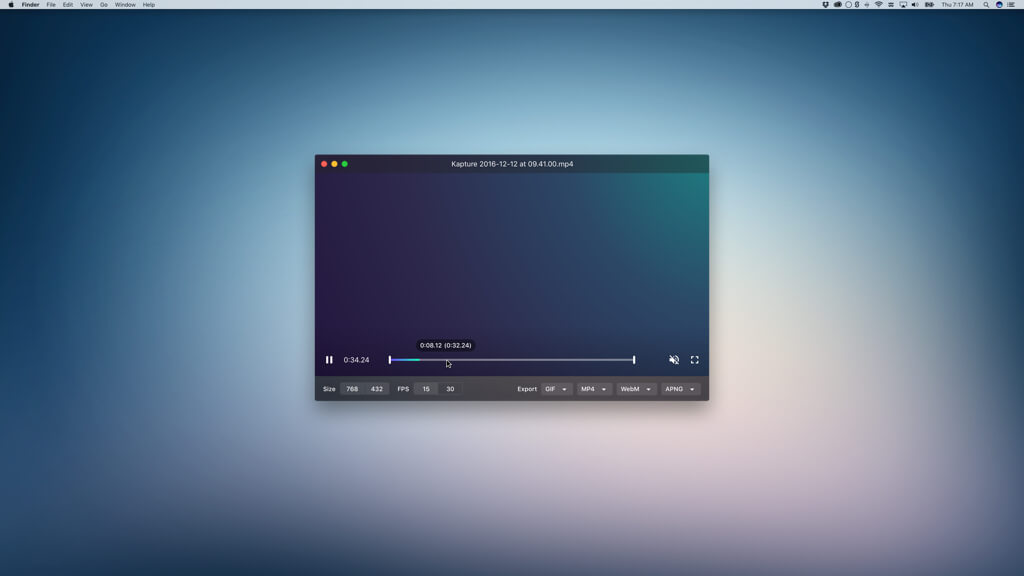 Finder File Edit View Go Window Help Thu 7:17 AM
Kapture 2016-12-12 at 09.41.00.mp4
0:08.12 (0:32.24)
0:34.24
Size 768 432 FPS 15 30 Export GIF MP4 WebM APNG